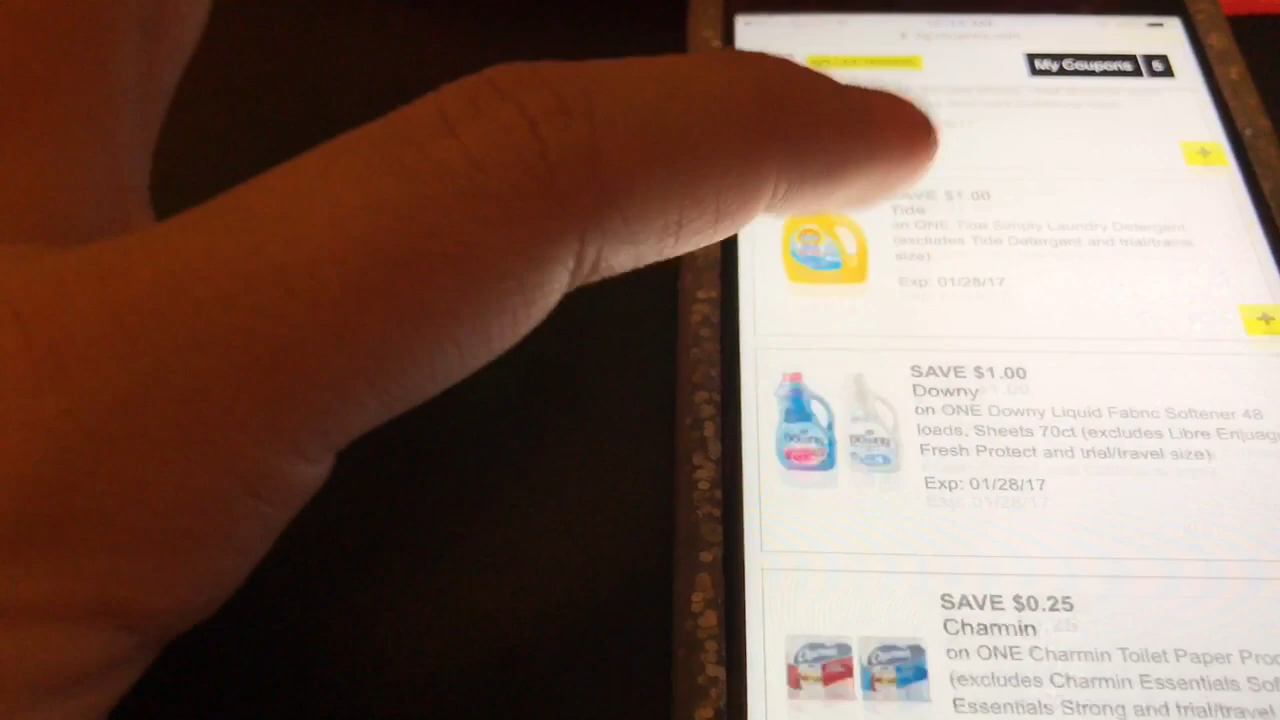 My Coupons 6
SAVE $1.00
Tide
on ONE Tide Simply Laundry Detergent
(excludes Tide Detergent and trial/travel
size)
Exp: 01/28/17
SAVE $1.00
Downy
on ONE Downy Liquid Fabric Softener 48
loads, Sheets 70ct (excludes Libre Enjuag
Fresh Protect and trial/travel size)
Exp: 01/28/17
SAVE $0.25
Charmin
on ONE Charmin Toilet Paper Proc
(excludes Charmin Essentials Sof
Essentials Strong and trial/travel